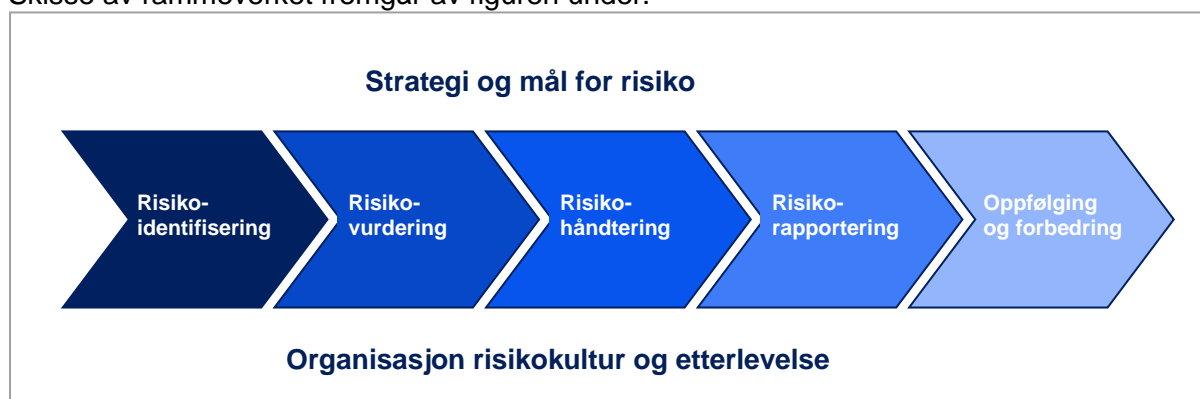 Skisse av rammeverket fremgår av figuren under.
Strategi og mål for risiko
Risiko-
identifisering
Risiko-
vurdering
Risiko-
håndtering
Risiko-
rapportering
Oppfølging
og forbedring
Organisasjon risikokultur og etterlevelse